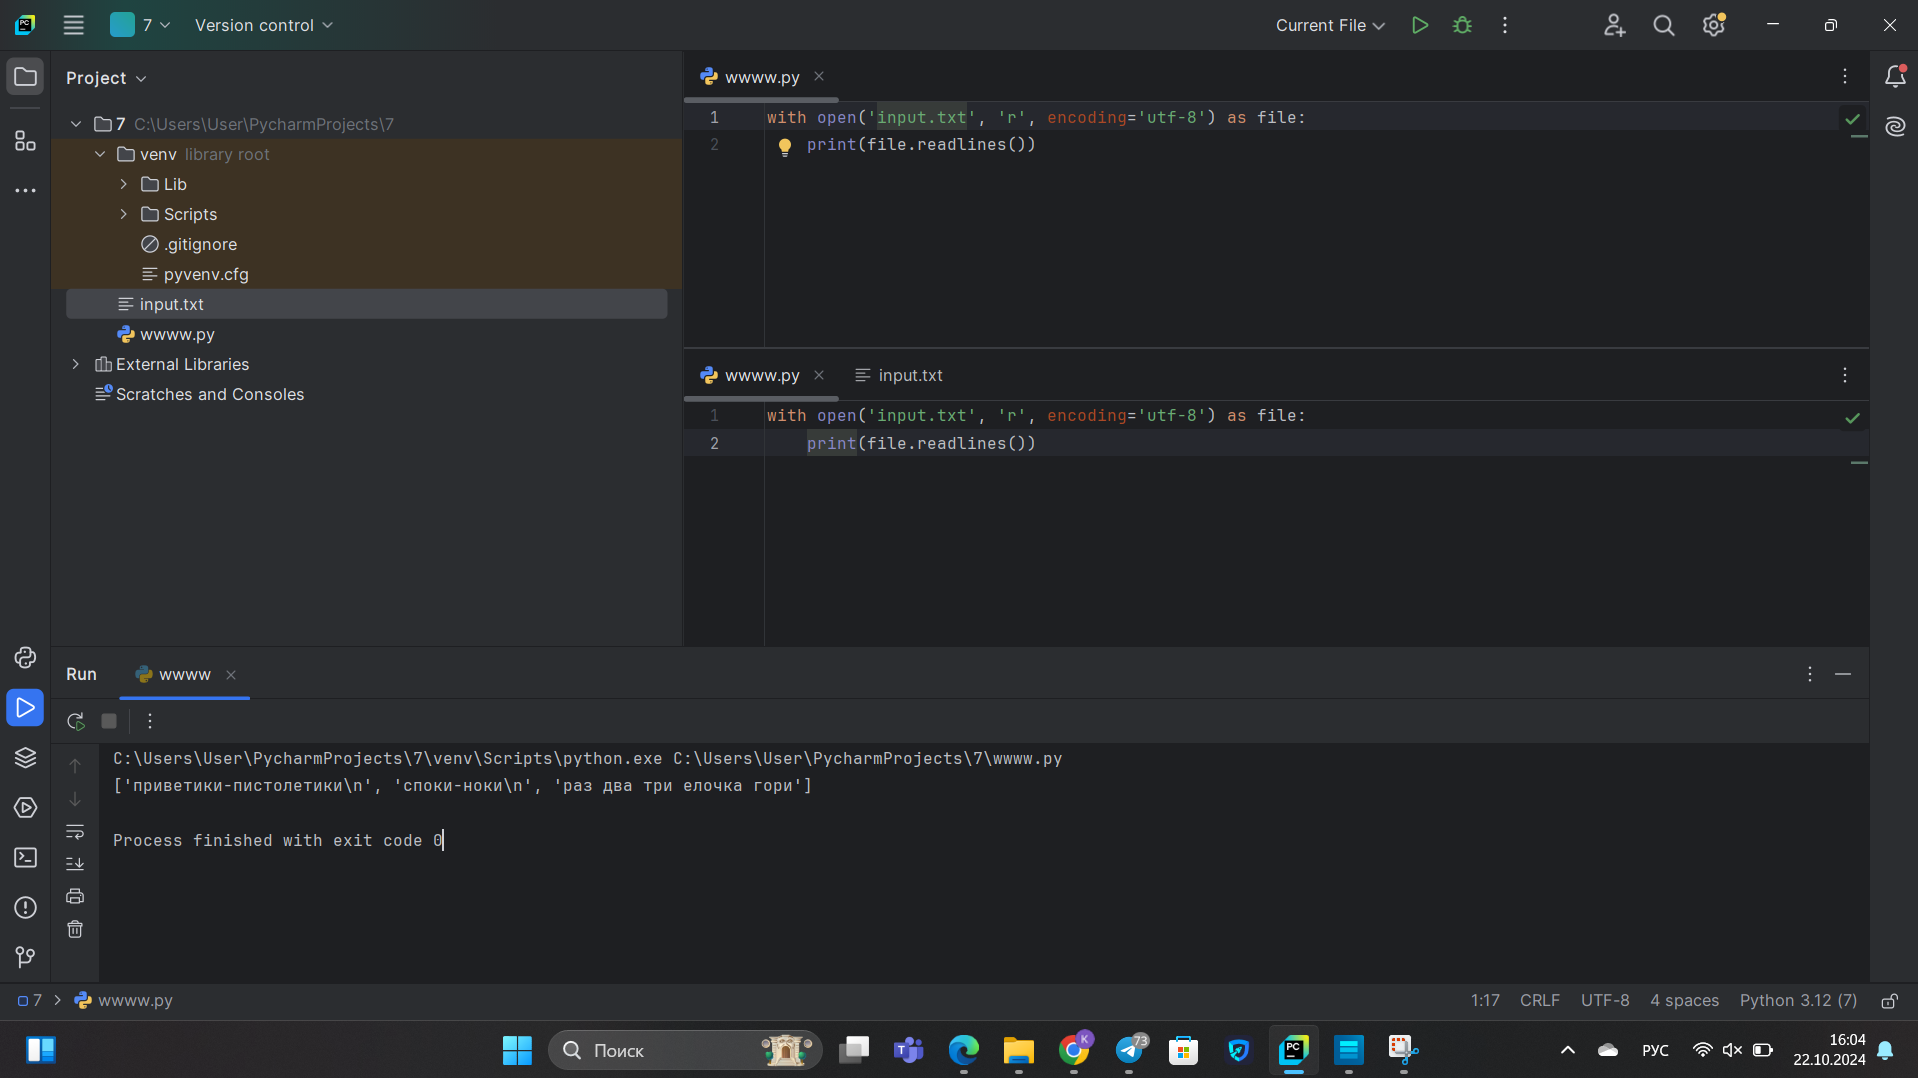 PC 7 Version control Current File
Project
7 C:\Users\User\PycharmProjects\7
venv library root
Lib
Scripts
.gitignore
pyvenv.cfg
input.txt
wwww.py
External Libraries
Scratches and Consoles
wwww.py
1 with open('input.txt', 'r', encoding='utf-8') as file:
2 print(file.readlines())
wwww.py input.txt
1 with open('input.txt', 'r', encoding='utf-8') as file:
2 print(file.readlines())
Run wwww
C:\Users\User\PycharmProjects\7\venv\Scripts\python.exe C:\Users\User\PycharmProjects\7\wwww.py
['приветики-пистолетики\n', 'споки-ноки\n', 'раз два три елочка гори']
Process finished with exit code 0
7 wwww.py 1:17 CRLF UTF-8 4 spaces Python 3.12 (7)
Поиск K 73 PC РУС 16:04
22.10.2024